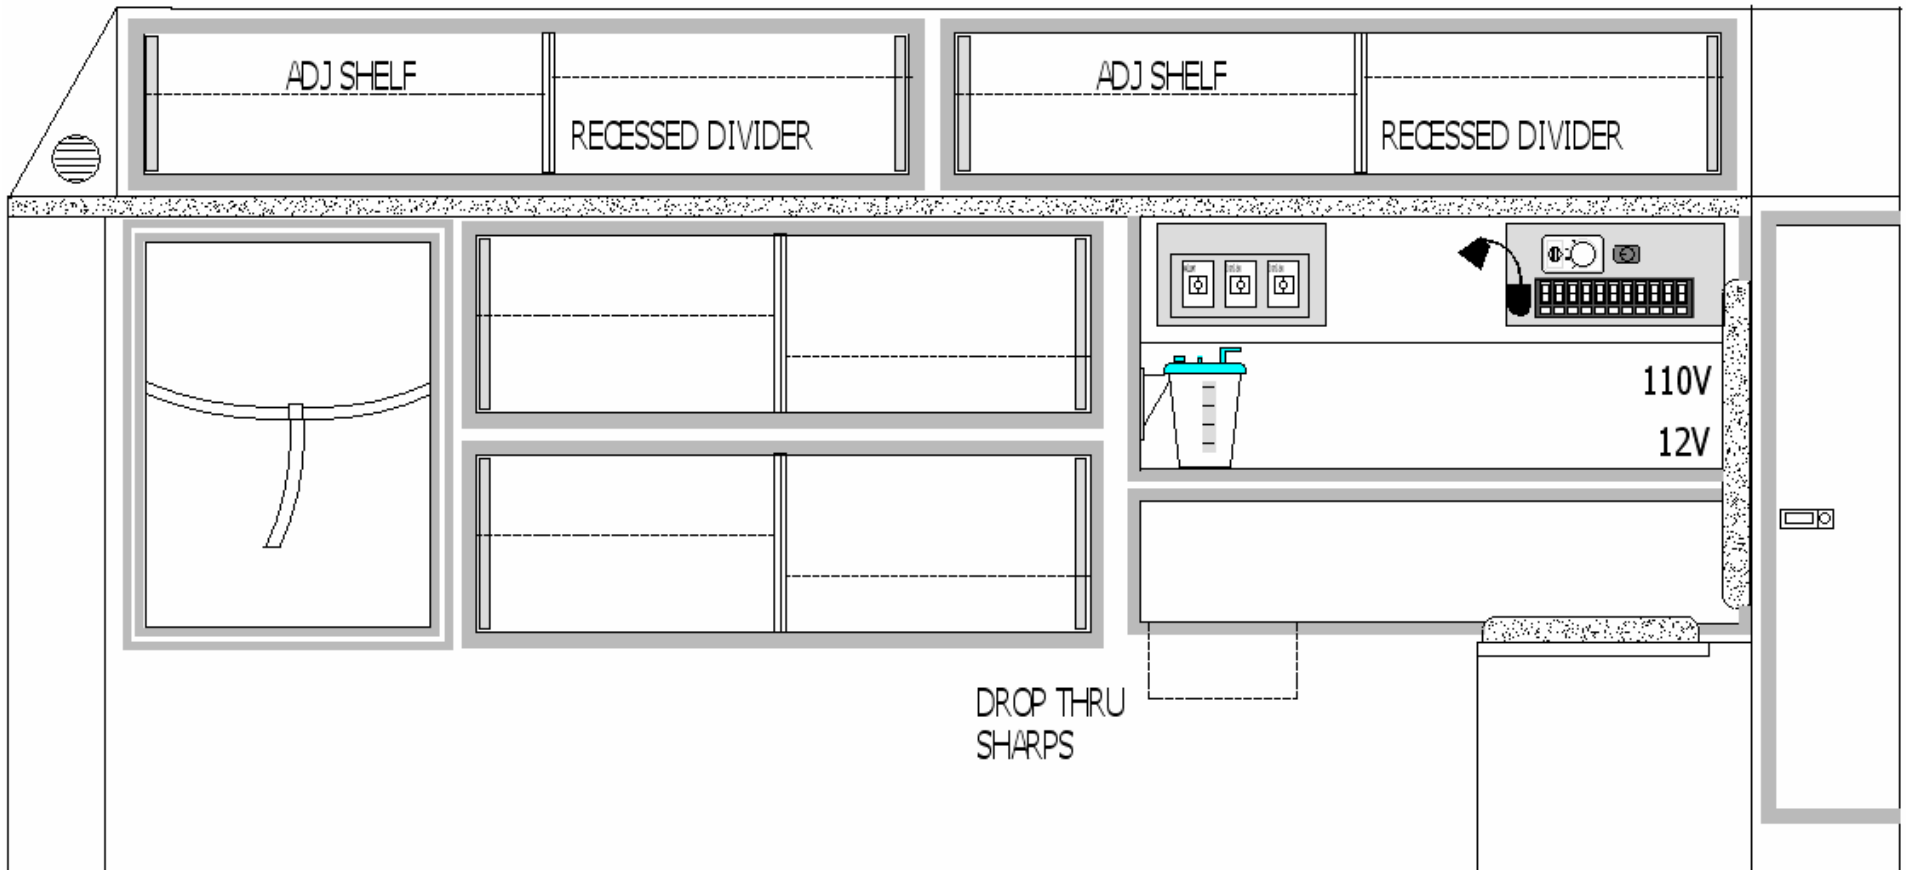 ADJ SHELF
RECESSED DIVIDER
ADJ SHELF
RECESSED DIVIDER
110V
12V
DROP THRU
SHARPS